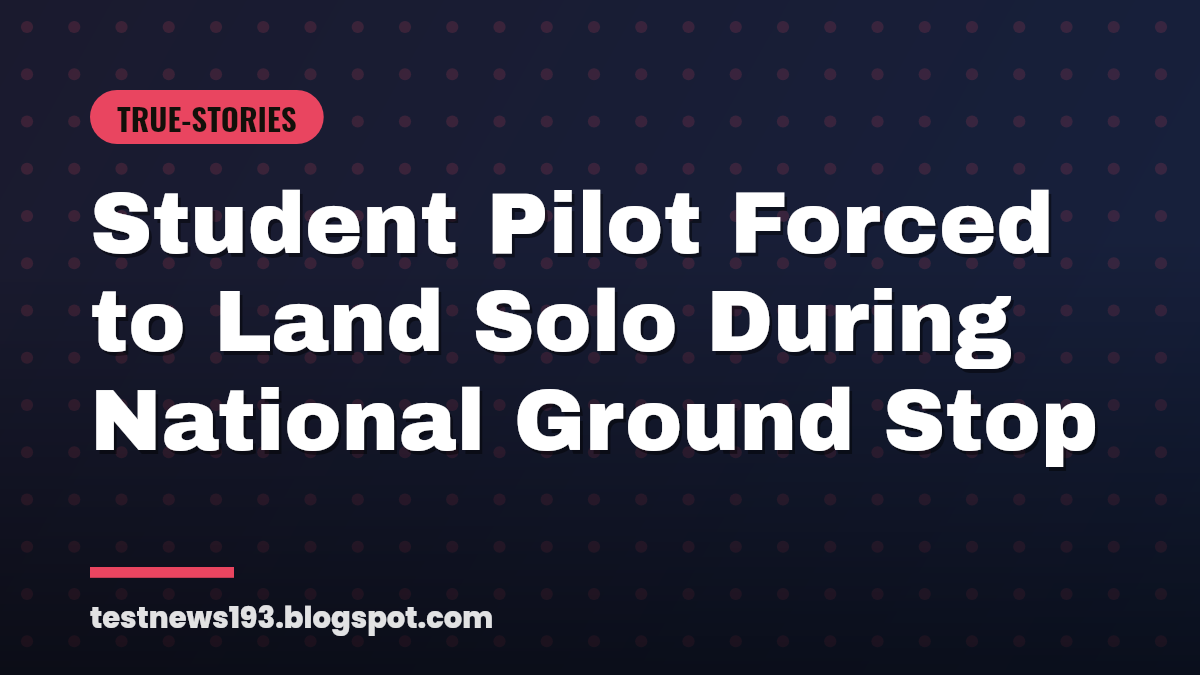 TRUE-STORIES
Student Pilot Forced
to Land Solo During
National Ground Stop
testnews193.blogspot.com